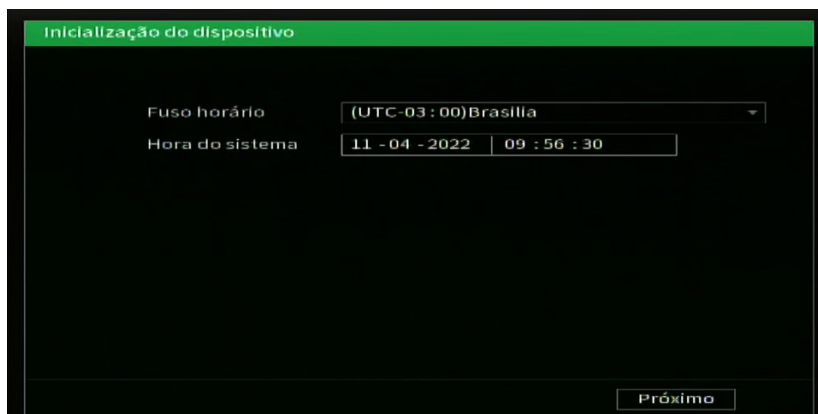 Inicialização do dispositivo
Fuso horário (UTC-03:00)Brasilia
Hora do sistema 11 - 04 - 2022 09 : 56 : 30
Próximo